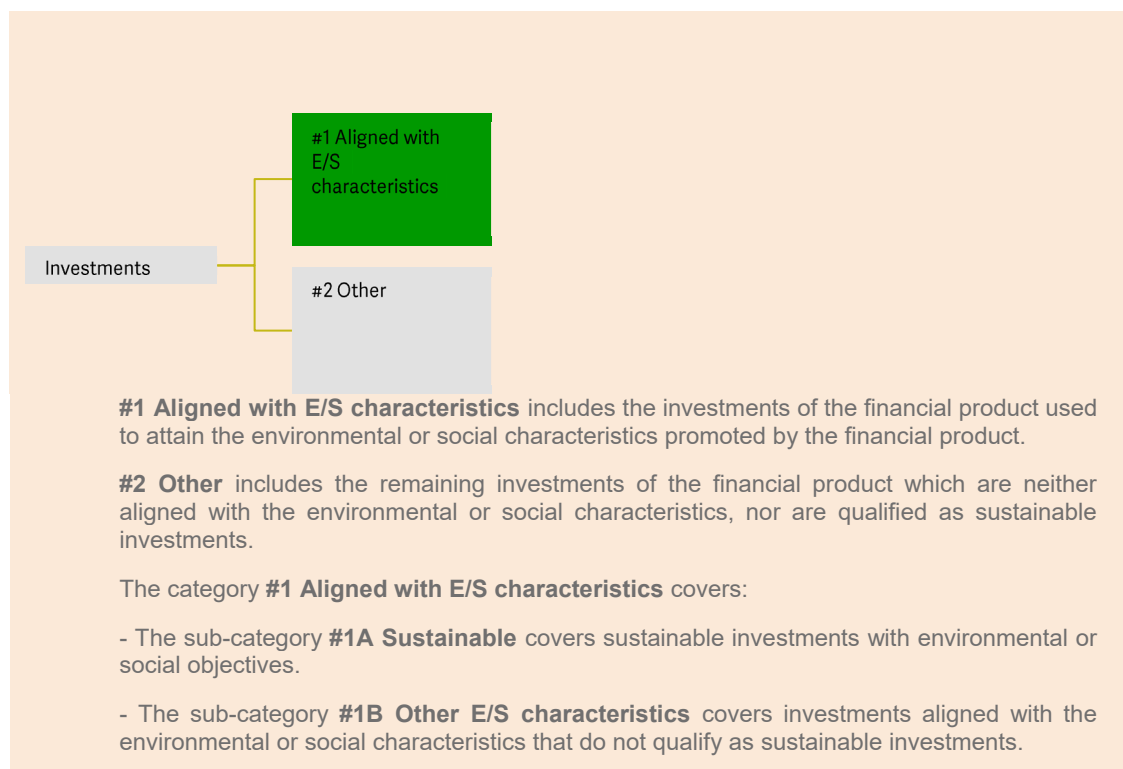 #1 Aligned with
E/S
characteristics
Investments
#2 Other
#1 Aligned with E/S characteristics includes the investments of the financial product used
to attain the environmental or social characteristics promoted by the financial product.
#2 Other includes the remaining investments of the financial product which are neither
aligned with the environmental or social characteristics, nor are qualified as sustainable
investments.
The category #1 Aligned with E/S characteristics covers:
- The sub-category #1A Sustainable covers sustainable investments with environmental or
social objectives.
- The sub-category #1B Other E/S characteristics covers investments aligned with the
environmental or social characteristics that do not qualify as sustainable investments.